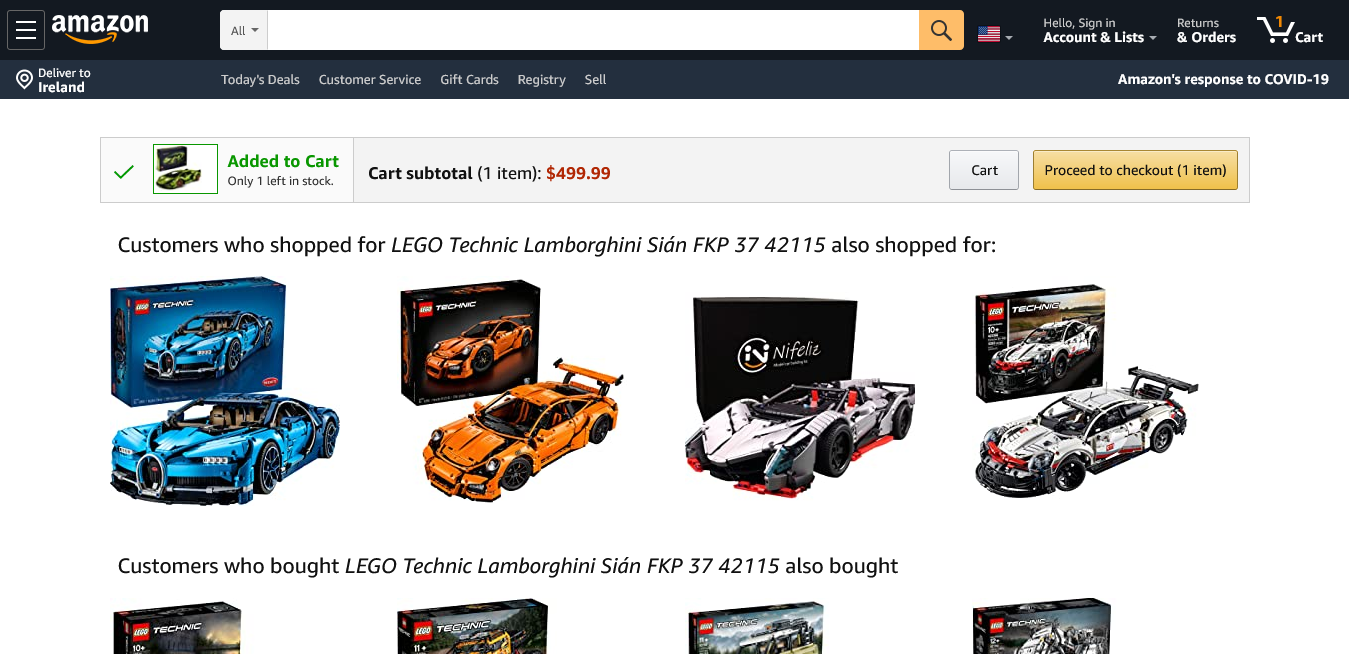 amazon
All
Hello, Sign in
Account & Lists
Returns
& Orders
1
Cart
Deliver to
Ireland
Today's Deals
Customer Service
Gift Cards
Registry
Sell
Amazon's response to COVID-19
Added to Cart
Only 1 left in stock.
Cart subtotal (1 item): $499.99
Cart
Proceed to checkout (1 item)
Customers who shopped for LEGO Technic Lamborghini Sián FKP 37 42115 also shopped for:
LEGO TECHNIC
LEGO TECHNIC
Nifeliz
LEGO TECHNIC
10+
Customers who bought LEGO Technic Lamborghini Sián FKP 37 42115 also bought
LEGO TECHNIC
10+
LEGO TECHNIC
11+
LEGO TECHNIC
LEGO TECHNIC